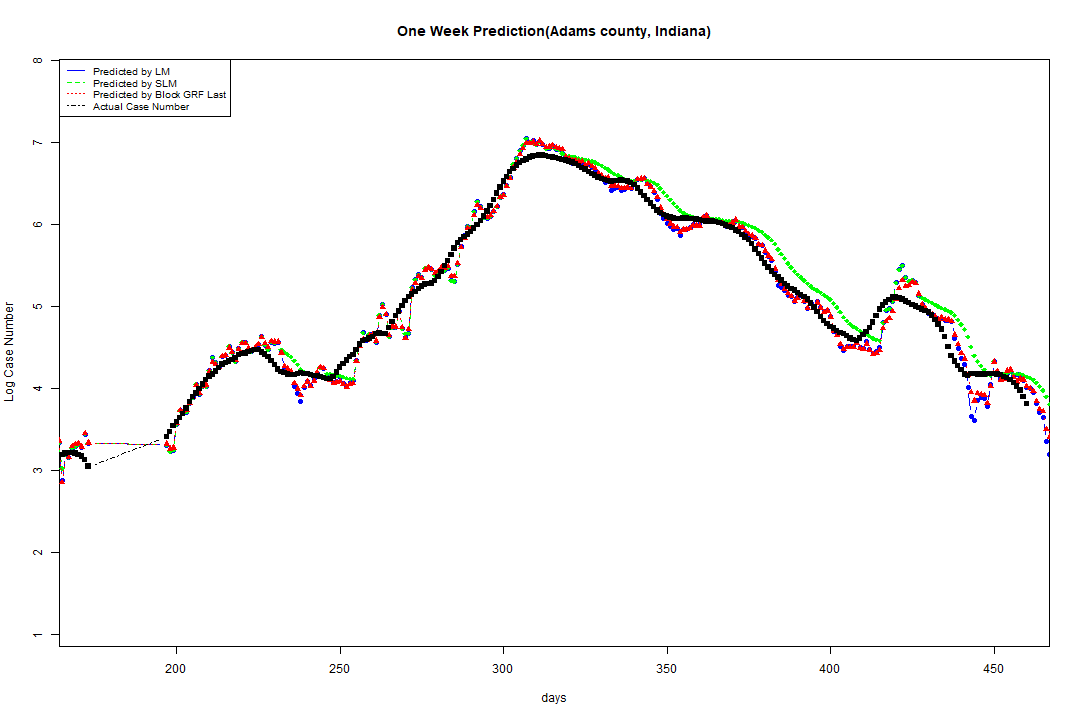 One Week Prediction(Adams county, Indiana)
Predicted by LM
Predicted by SLM
Predicted by Block GRF Last
Actual Case Number
8
7
6
5
4
3
2
1
Log Case Number
200 250 300 350 400 450
days